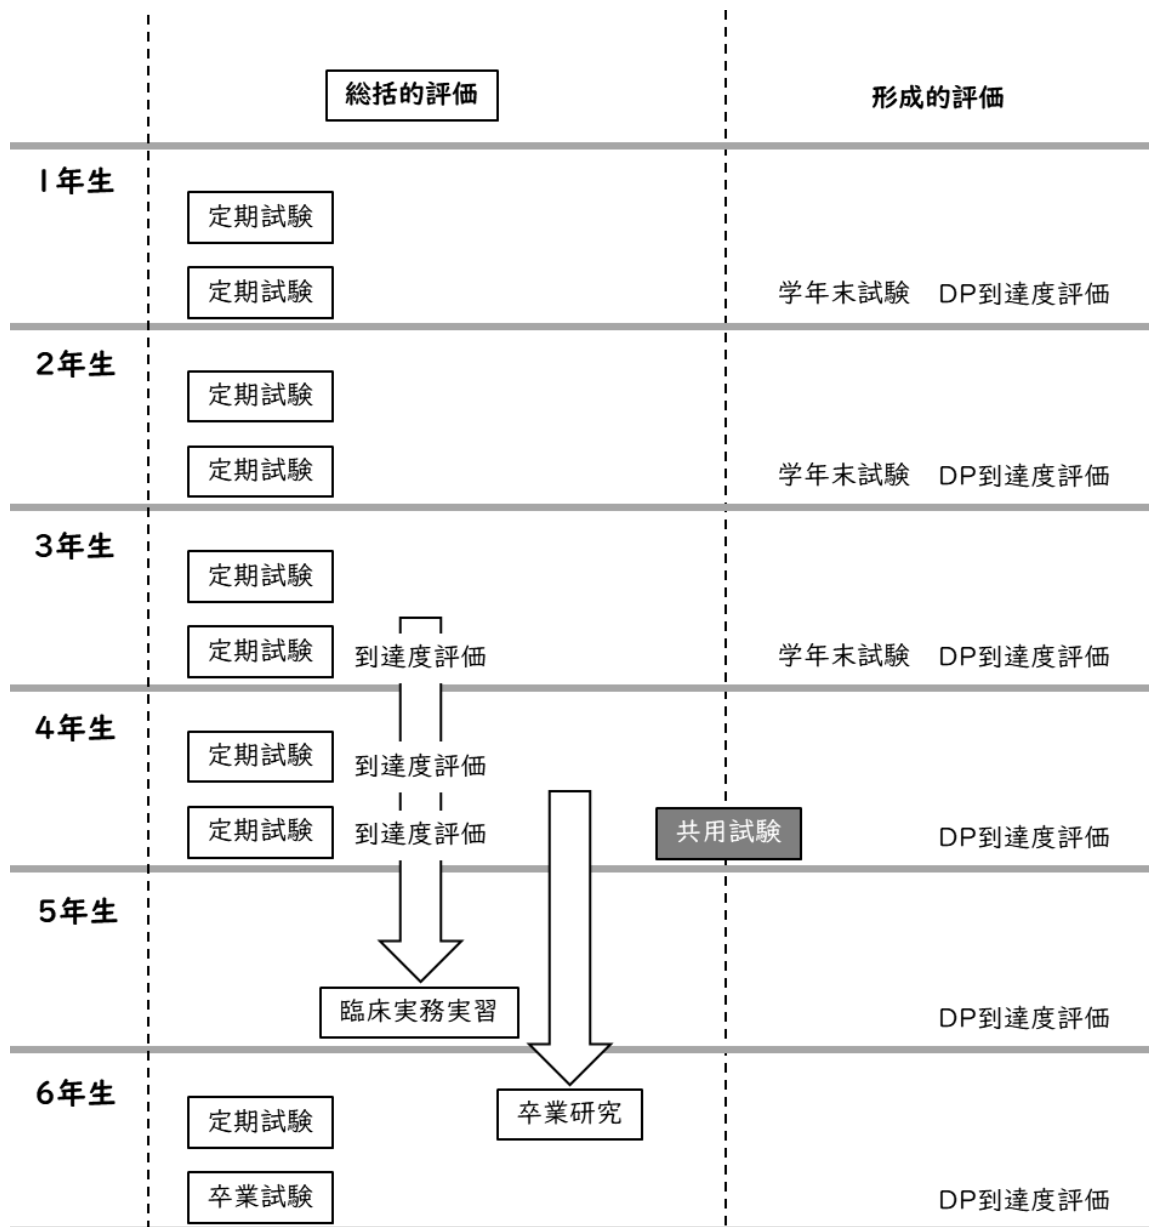 総括的評価
形成的評価
1年生
定期試験
定期試験
学年末試験 DP到達度評価
2年生
定期試験
定期試験
学年末試験 DP到達度評価
3年生
定期試験
定期試験
到達度評価
学年末試験 DP到達度評価
4年生
定期試験
到達度評価
定期試験
到達度評価
共用試験
DP到達度評価
5年生
臨床実務実習
DP到達度評価
6年生
定期試験
卒業研究
卒業試験
DP到達度評価